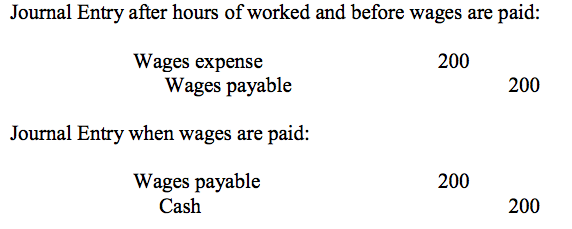 Journal Entry after hours of worked and before wages are paid:
Wages expense 200
Wages payable 200
Journal Entry when wages are paid:
Wages payable 200
Cash 200